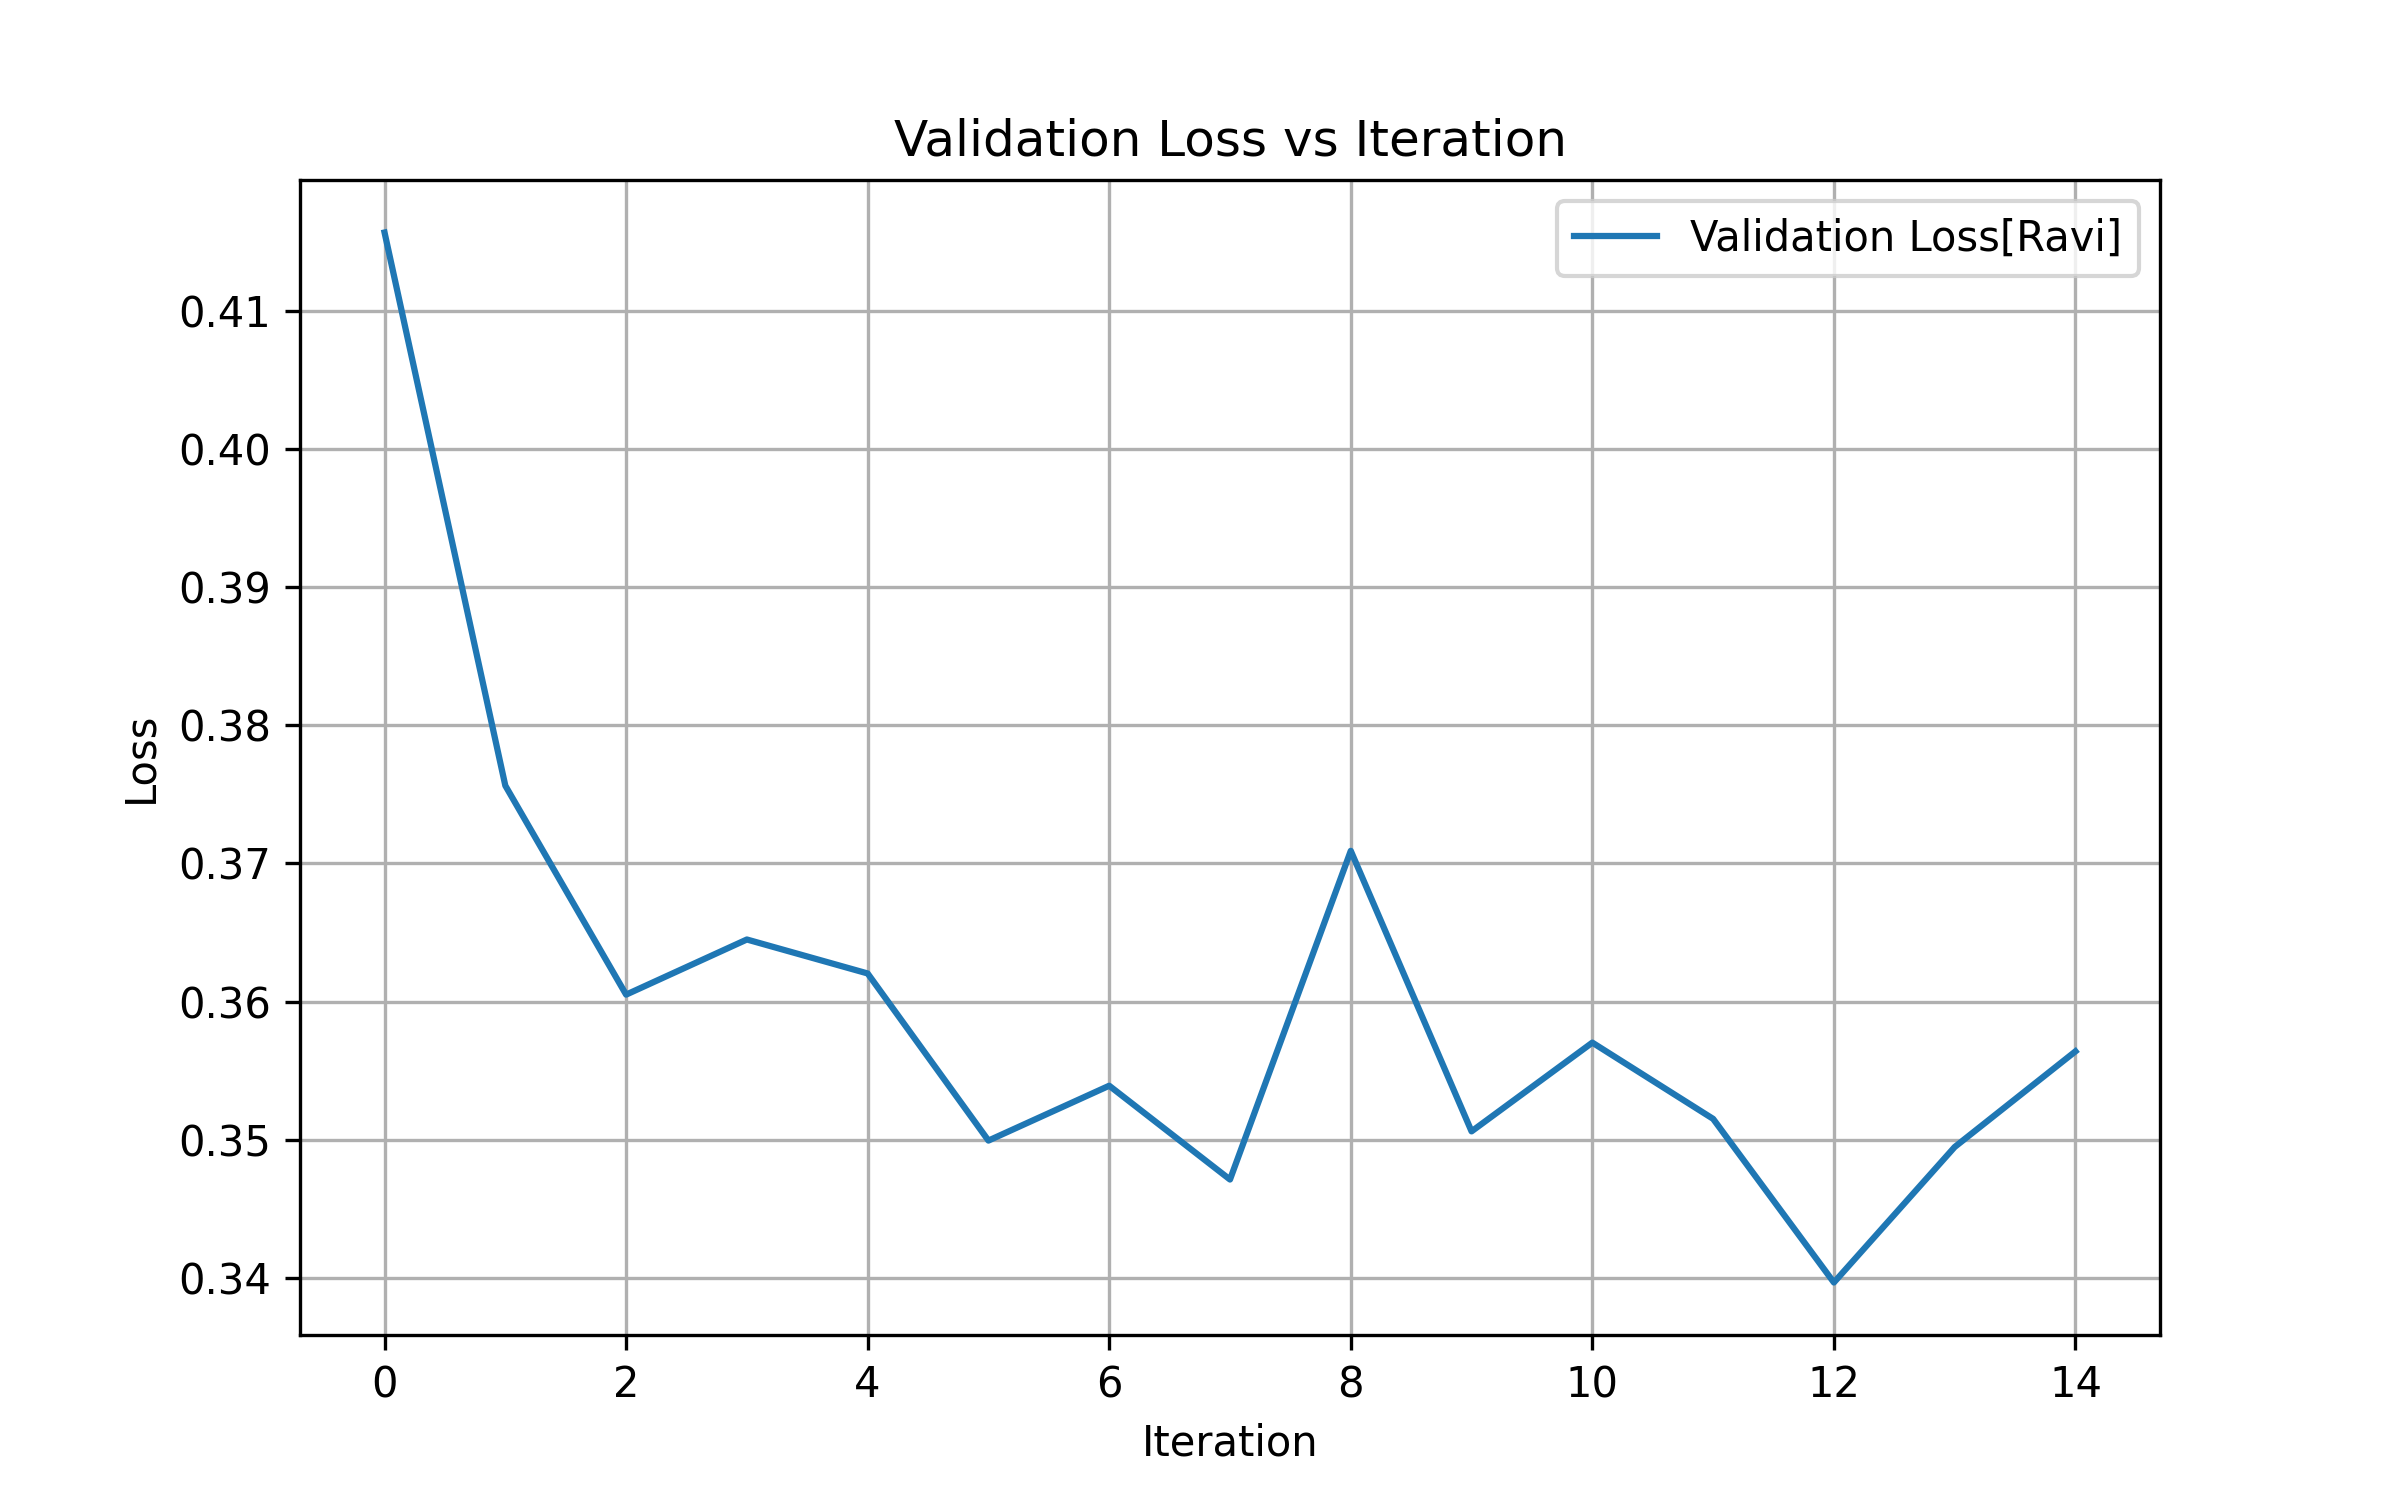 Validation Loss vs Iteration
Validation Loss[Ravi]
0.41
0.40
0.39
0.38
0.37
0.36
0.35
0.34
Loss
0 2 4 6 8 10 12 14
Iteration